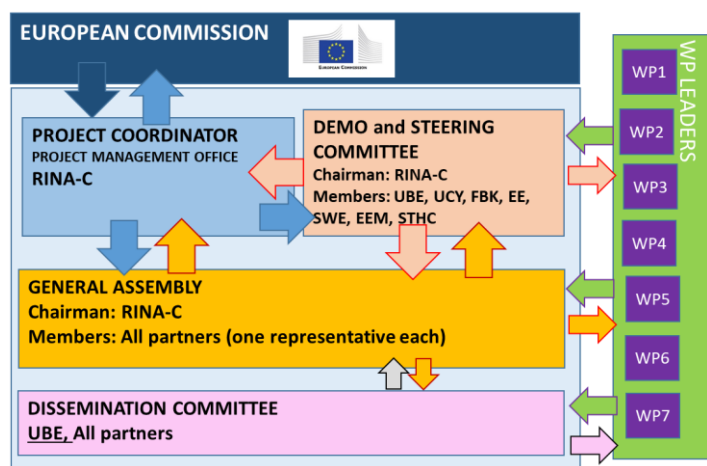 EUROPEAN COMMISSION
EUROPEAN COMMISSION
PROJECT COORDINATOR
PROJECT MANAGEMENT OFFICE
RINA-C
DEMO and STEERING
COMMITTEE
Chairman: RINA-C
Members: UBE, UCY, FBK, EE,
SWE, EEM, STHC
GENERAL ASSEMBLY
Chairman: RINA-C
Members: All partners (one representative each)
DISSEMINATION COMMITTEE
UBE, All partners
WP LEADERS
WP1
WP2
WP3
WP4
WP5
WP6
WP7